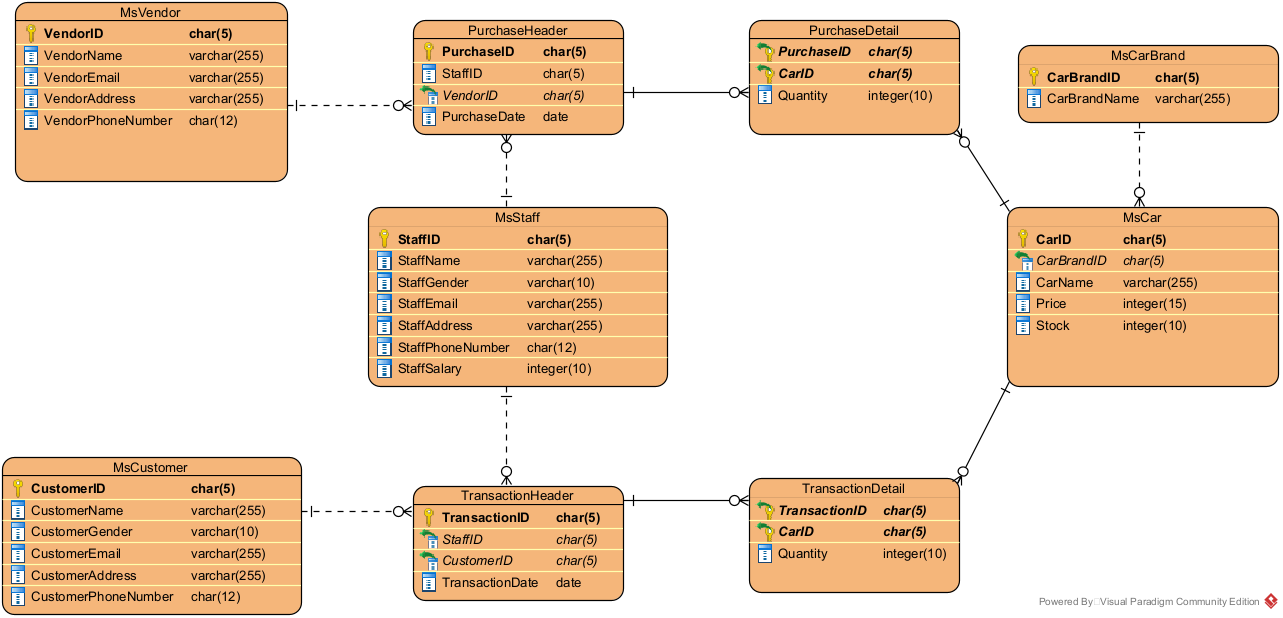 MsVendor
VendorID char(5)
VendorName varchar(255)
VendorEmail varchar(255)
VendorAddress varchar(255)
VendorPhoneNumber char(12)
PurchaseHeader
PurchaseID char(5)
StaffID char(5)
VendorID char(5)
PurchaseDate date
PurchaseDetail
PurchaseID char(5)
CarID char(5)
Quantity integer(10)
MsCarBrand
CarBrandID char(5)
CarBrandName varchar(255)
MsStaff
StaffID char(5)
StaffName varchar(255)
StaffGender varchar(10)
StaffEmail varchar(255)
StaffAddress varchar(255)
StaffPhoneNumber char(12)
StaffSalary integer(10)
MsCar
CarID char(5)
CarBrandID char(5)
CarName varchar(255)
Price integer(15)
Stock integer(10)
MsCustomer
CustomerID char(5)
CustomerName varchar(255)
CustomerGender varchar(10)
CustomerEmail varchar(255)
CustomerAddress varchar(255)
CustomerPhoneNumber char(12)
TransactionHeader
TransactionID char(5)
StaffID char(5)
CustomerID char(5)
TransactionDate date
TransactionDetail
TransactionID char(5)
CarID char(5)
Quantity integer(10)
Powered By Visual Paradigm Community Edition